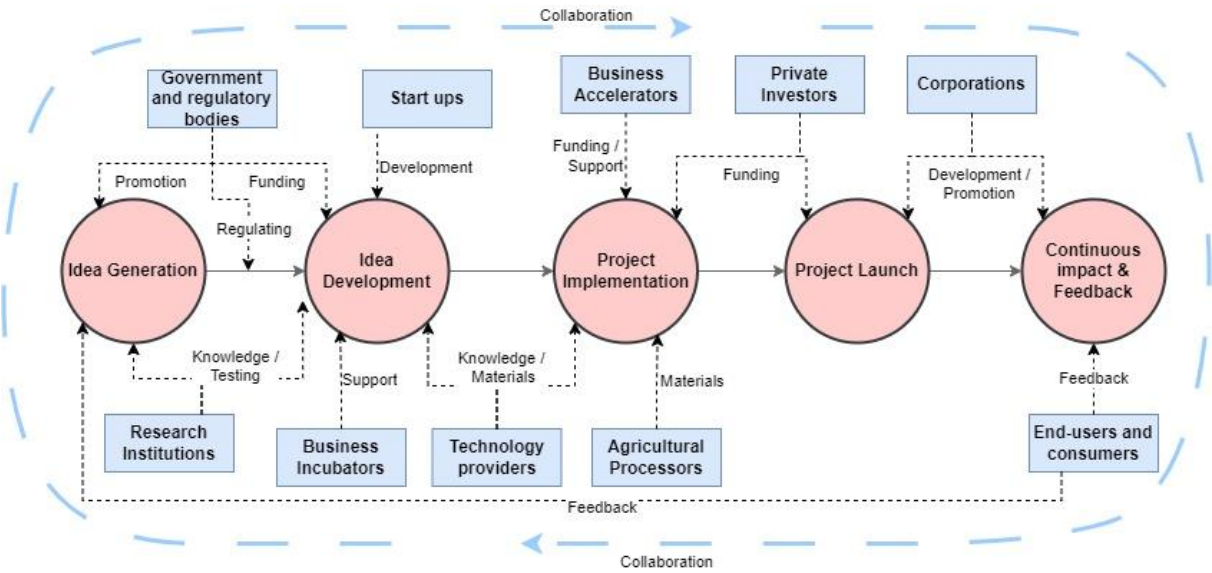 Collaboration
Government
and regulatory
bodies
Start ups
Business
Accelerators
Private
Investors
Corporations
Promotion
Funding
Regulating
Development
Funding /
Support
Funding
Development /
Promotion
Idea Generation
Idea
Development
Project
Implementation
Project Launch
Continuous
impact &
Feedback
Knowledge /
Testing
Support
Knowledge /
Materials
Materials
Feedback
Research
Institutions
Business
Incubators
Technology
providers
Agricultural
Processors
End-users and
consumers
Feedback
Collaboration